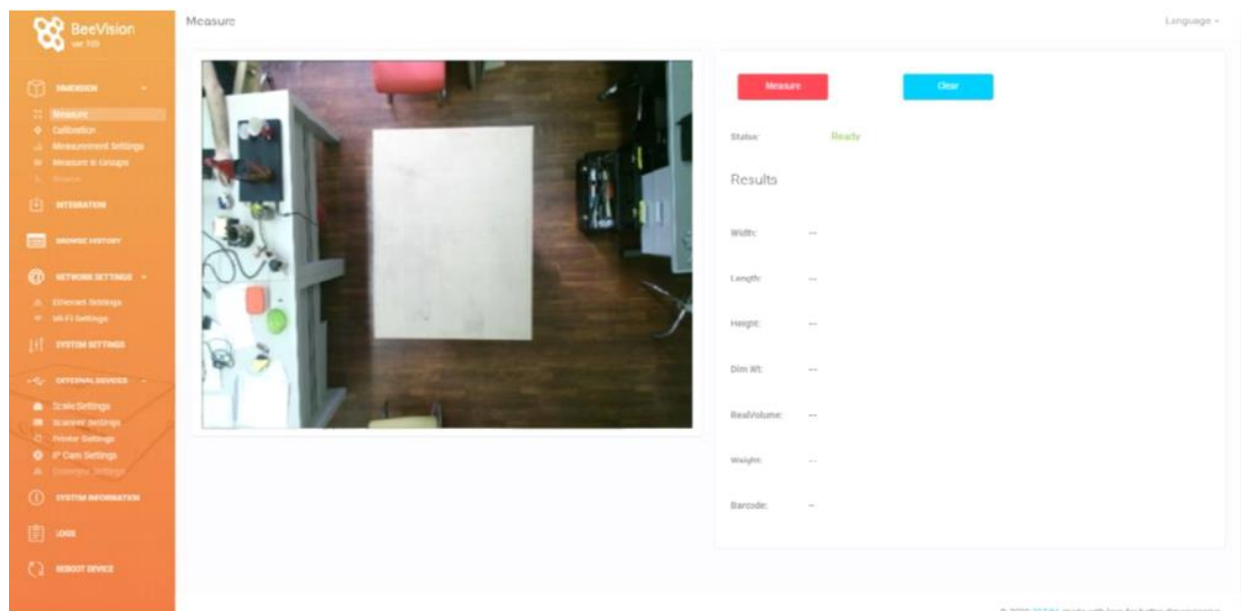 BeeVision
Measure
Language
DIMENSION
Measure
Calibration
Measurement Settings
Measure in Groups
INTEGRATION
BROWSE HISTORY
NETWORK SETTINGS
Ethernet Settings
Wi-Fi Settings
SYSTEM SETTINGS
EXTERNAL DEVICES
Scale Settings
Scanner Settings
Printer Settings
IP Cam Settings
SYSTEM INFORMATION
LOGS
REBOOT DEVICE
Measure
Clear
Status: Ready
Results
Width: --
Length: --
Height: --
Dim Wt: --
RealVolume: --
Weight: --
Barcode: --